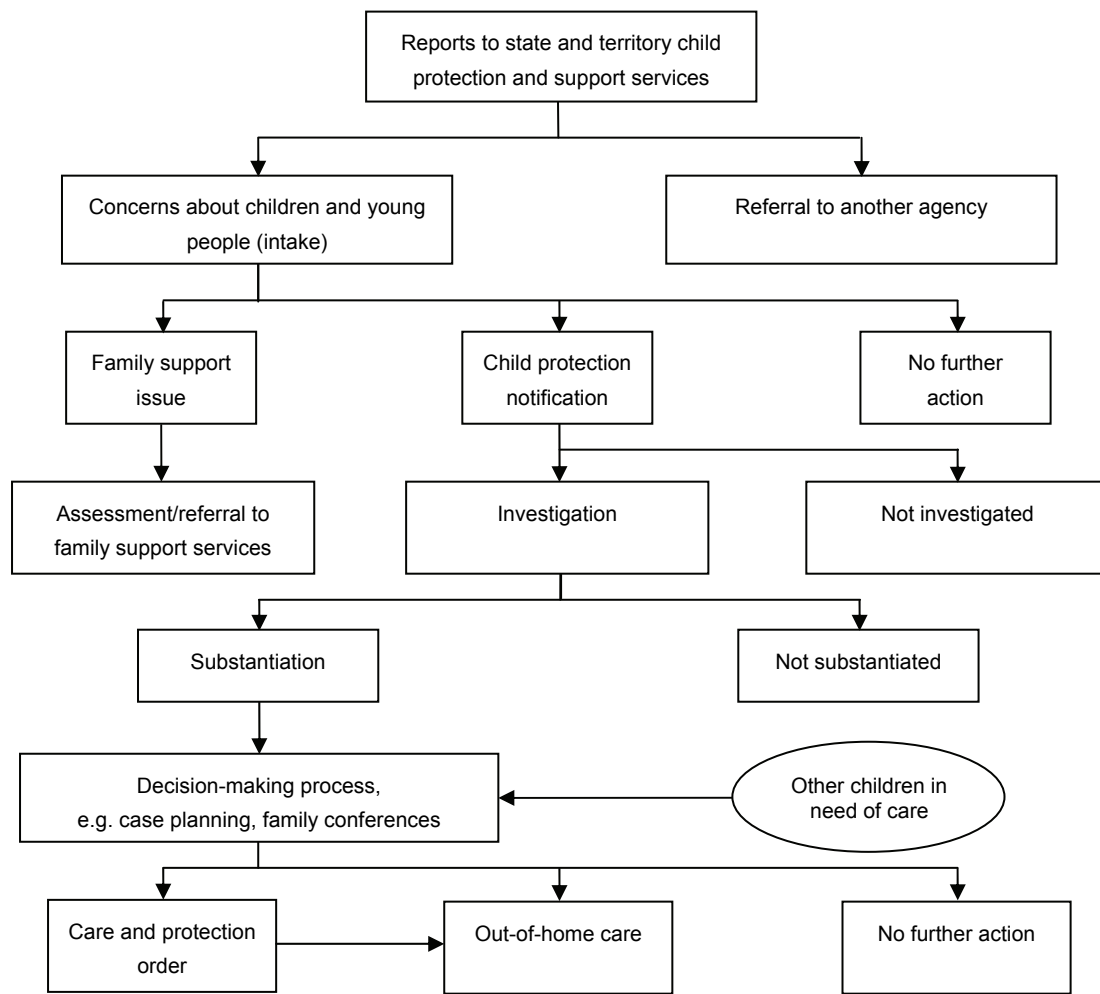 Reports to state and territory child
protection and support services
Concerns about children and young
people (intake)
Referral to another agency
Family support
issue
Child protection
notification
No further
action
Assessment/referral to
family support services
Investigation
Not investigated
Substantiation
Not substantiated
Decision-making process,
e.g. case planning, family conferences
Other children in
need of care
Care and protection
order
Out-of-home care
No further action